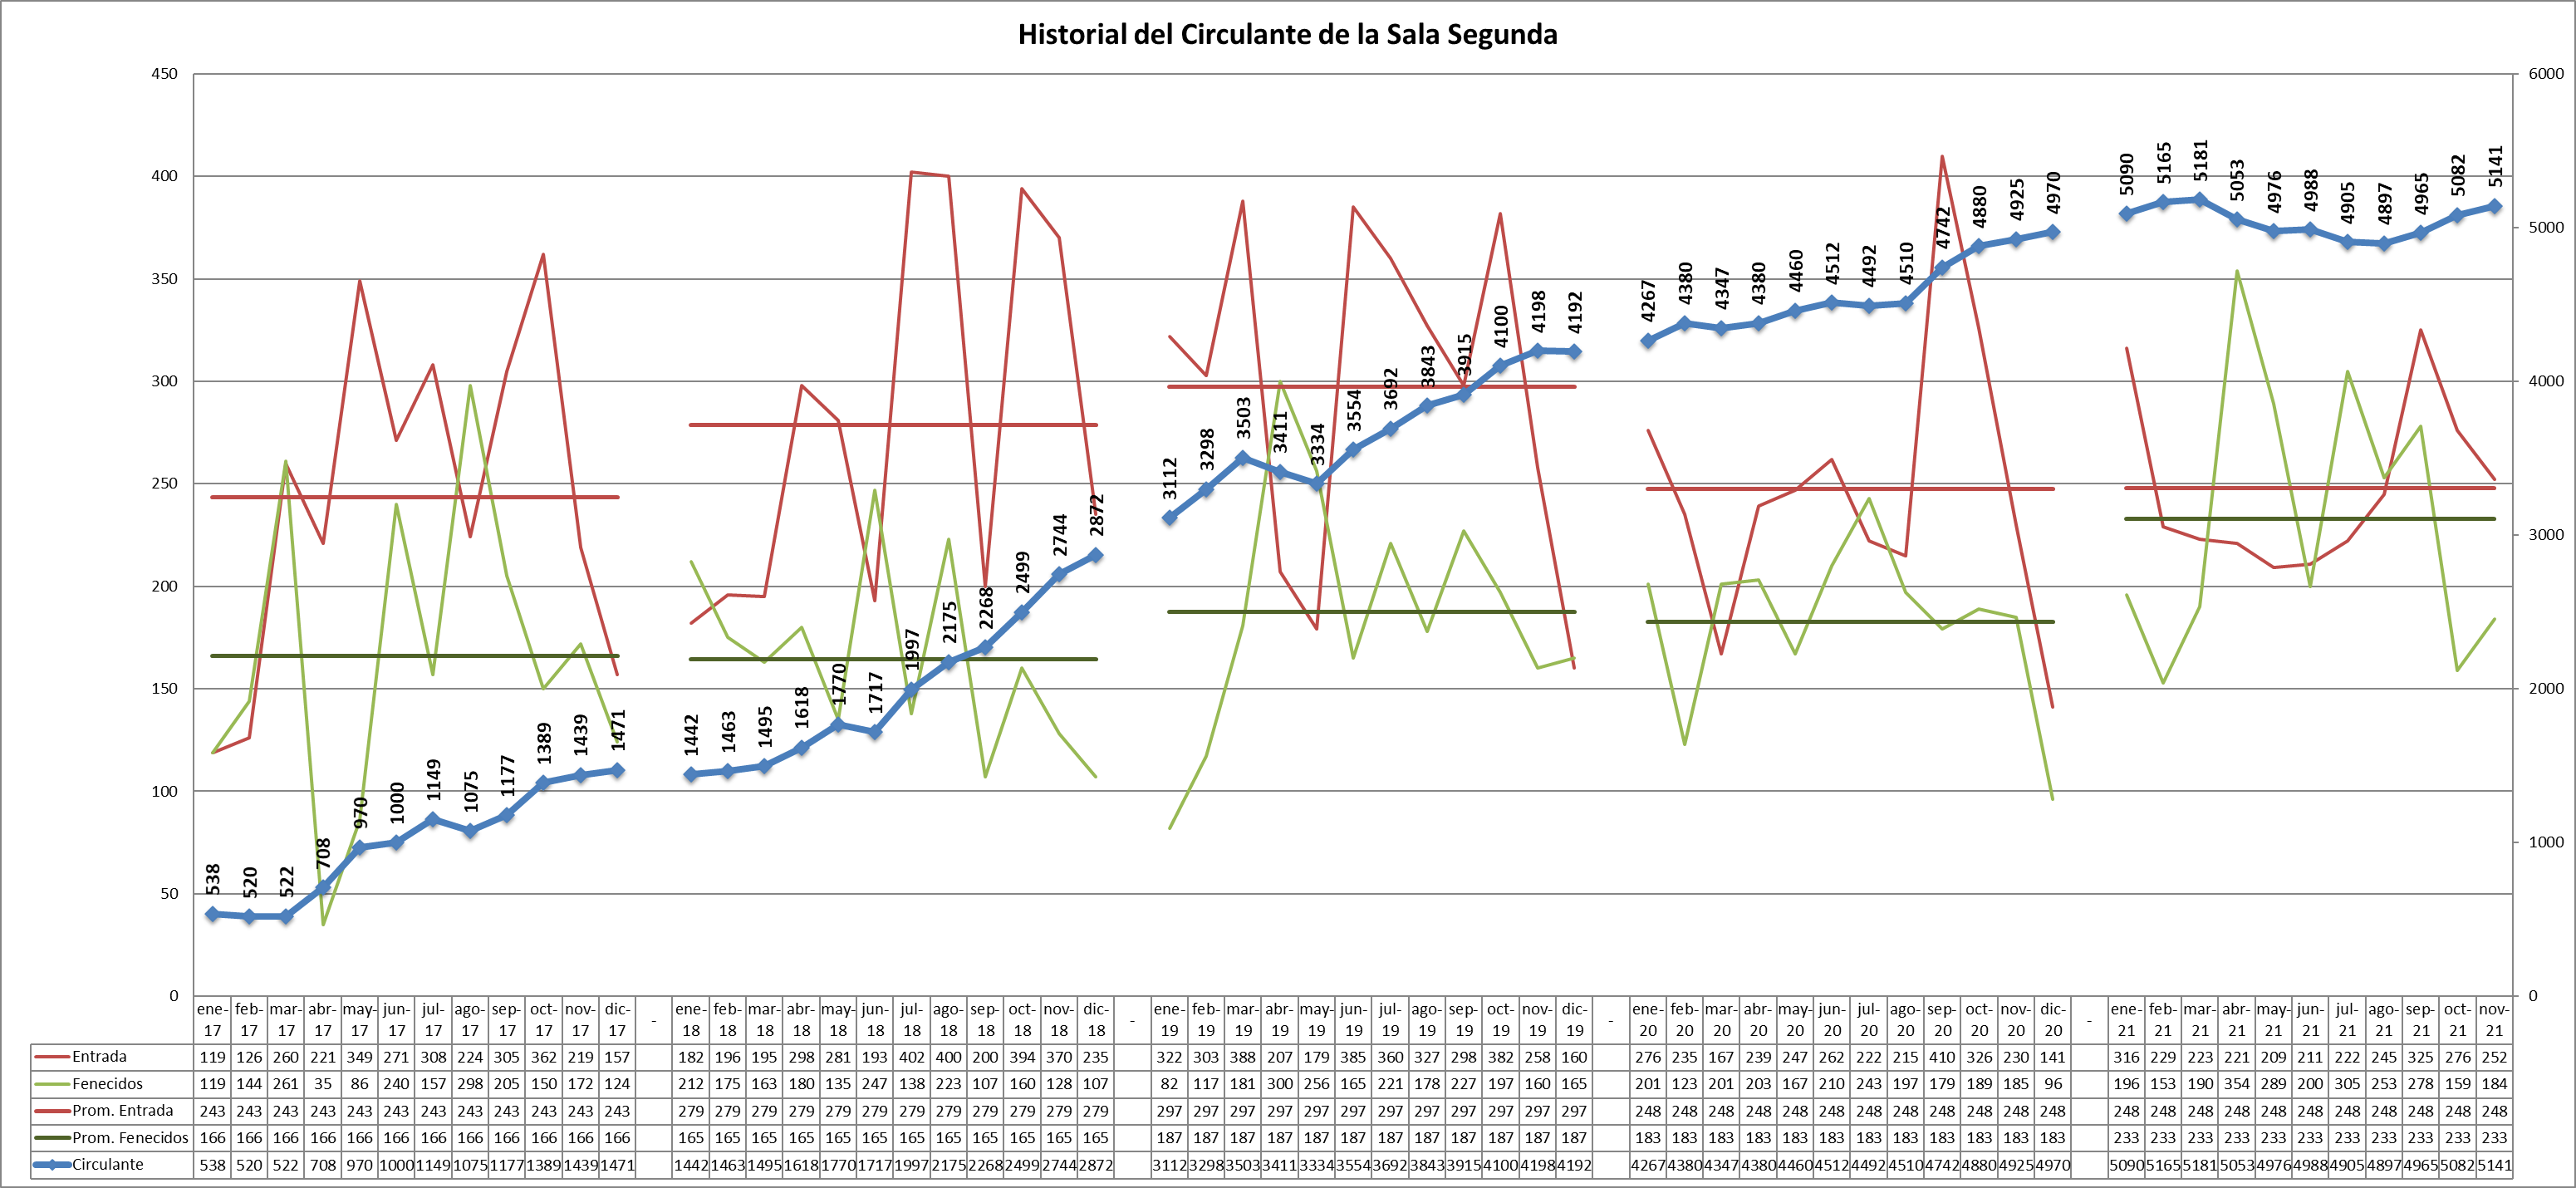 Historial del Circulante de la Sala Segunda
450 6000
400
350 5000
300 4000
250
200 3000
150 2000
100
50 1000
0 0
538 520 522 708 970 1000 1149 1075 1177 1389 1439 1471 1442 1463 1495 1618 1770 1717 1997 2175 2268 2499 2744 2872 3112 3298 3503 3411 3334 3554 3692 3843 3915 4100 4198 4192 4267 4380 4347 4380 4460 4512 4492 4510 4742 4880 4925 4970 5090 5165 5181 5053 4976 4988 4905 4897 4965 5082 5141
ene-17 feb-17 mar-17 abr-17 may-17 jun-17 jul-17 ago-17 sep-17 oct-17 nov-17 dic-17 - ene-18 feb-18 mar-18 abr-18 may-18 jun-18 jul-18 ago-18 sep-18 oct-18 nov-18 dic-18 - ene-19 feb-19 mar-19 abr-19 may-19 jun-19 jul-19 ago-19 sep-19 oct-19 nov-19 dic-19 - ene-20 feb-20 mar-20 abr-20 may-20 jun-20 jul-20 ago-20 sep-20 oct-20 nov-20 dic-20 - ene-21 feb-21 mar-21 abr-21 may-21 jun-21 jul-21 ago-21 sep-21 oct-21 nov-21
Entrada 119 126 260 221 349 271 308 224 305 362 219 157 182 196 195 298 281 193 402 400 200 394 370 235 322 303 388 207 179 385 360 327 298 382 258 160 276 235 167 239 247 262 222 215 410 326 230 141 316 229 223 221 209 211 222 245 325 276 252
Fenecidos 119 144 261 35 86 240 157 298 205 150 172 124 212 175 163 180 135 247 138 223 107 160 128 107 82 117 181 300 256 165 221 178 227 197 160 165 201 123 201 203 167 210 243 197 179 189 185 96 196 153 190 354 289 200 305 253 278 159 184
Prom. Entrada 243 243 243 243 243 243 243 243 243 243 243 243 279 279 279 279 279 279 279 279 279 279 279 279 297 297 297 297 297 297 297 297 297 297 297 297 248 248 248 248 248 248 248 248 248 248 248 248 248 248 248 248 248 248 248 248 248 248 248
Prom. Fenecidos 166 166 166 166 166 166 166 166 166 166 166 166 165 165 165 165 165 165 165 165 165 165 165 165 187 187 187 187 187 187 187 187 187 187 187 187 183 183 183 183 183 183 183 183 183 183 183 183 233 233 233 233 233 233 233 233 233 233 233
Circulante 538 520 522 708 970 1000 1149 1075 1177 1389 1439 1471 1442 1463 1495 1618 1770 1717 1997 2175 2268 2499 2744 2872 3112 3298 3503 3411 3334 3554 3692 3843 3915 4100 4198 4192 4267 4380 4347 4380 4460 4512 4492 4510 4742 4880 4925 4970 5090 5165 5181 5053 4976 4988 4905 4897 4965 5082 5141